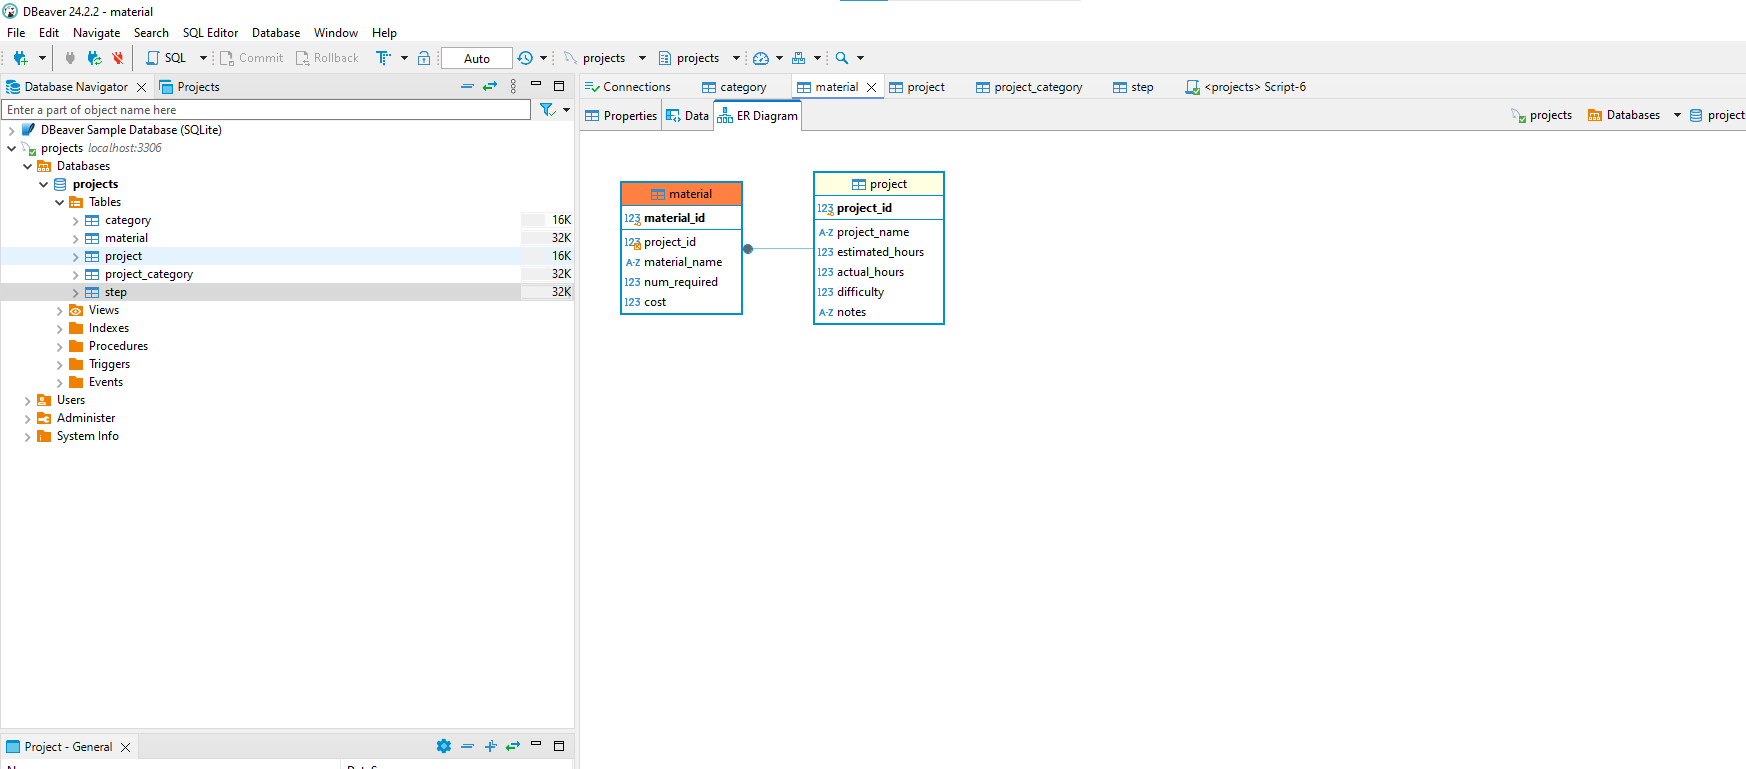 DBeaver 24.2.2 - material
File Edit Navigate Search SQL Editor Database Window Help
SQL Commit Rollback Auto projects projects
Database Navigator Projects
Enter a part of object name here
DBeaver Sample Database (SQLite)
projects localhost:3306
Databases
projects
Tables
category 16K
material 32K
project 16K
project_category 32K
step 32K
Views
Indexes
Procedures
Triggers
Events
Users
Administer
System Info
Project - General
Connections category material project project_category step <projects> Script-6
Properties Data ER Diagram projects Databases project
material
123 material_id
123 project_id
A-Z material_name
123 num_required
123 cost
project
123 project_id
A-Z project_name
123 estimated_hours
123 actual_hours
123 difficulty
A-Z notes